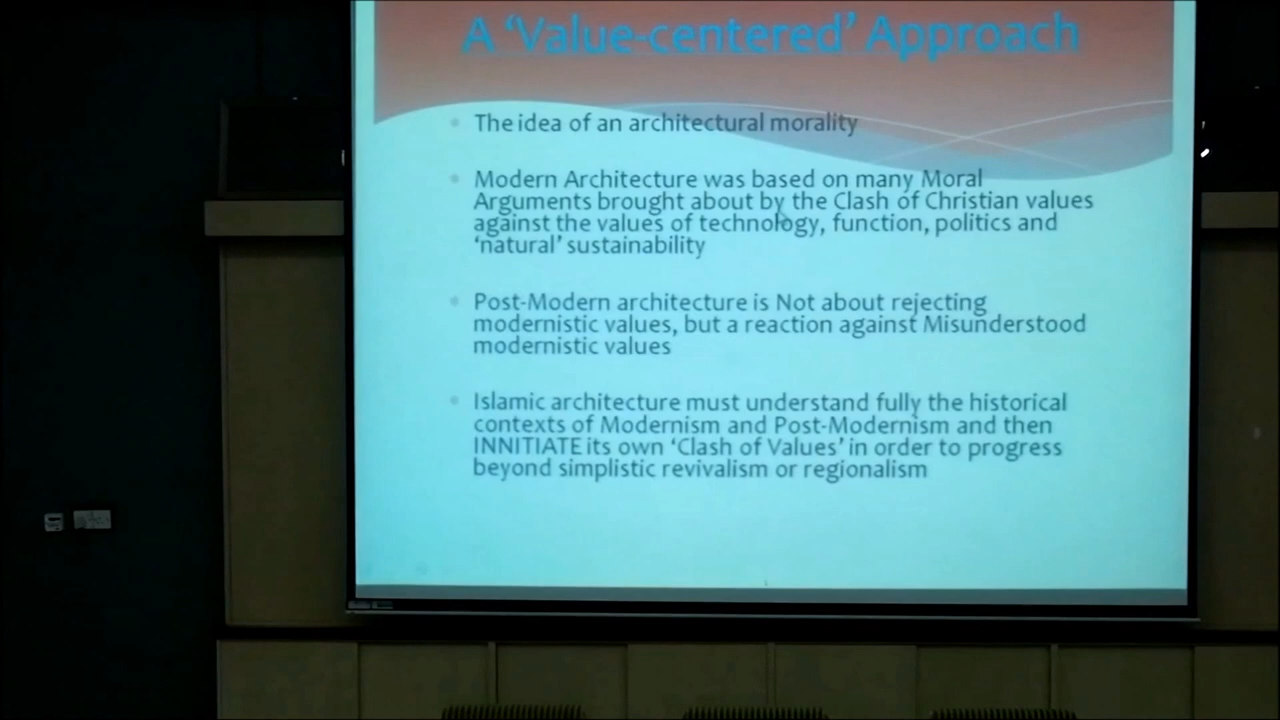 A ‘Value-centered’ Approach
The idea of an architectural morality
Modern Architecture was based on many Moral
Arguments brought about by the Clash of Christian values
against the values of technology, function, politics and
‘natural’ sustainability
Post-Modern architecture is Not about rejecting
modernistic values, but a reaction against Misunderstood
modernistic values
Islamic architecture must understand fully the historical
contexts of Modernism and Post-Modernism and then
INNITIATE its own ‘Clash of Values’ in order to progress
beyond simplistic revivalism or regionalism